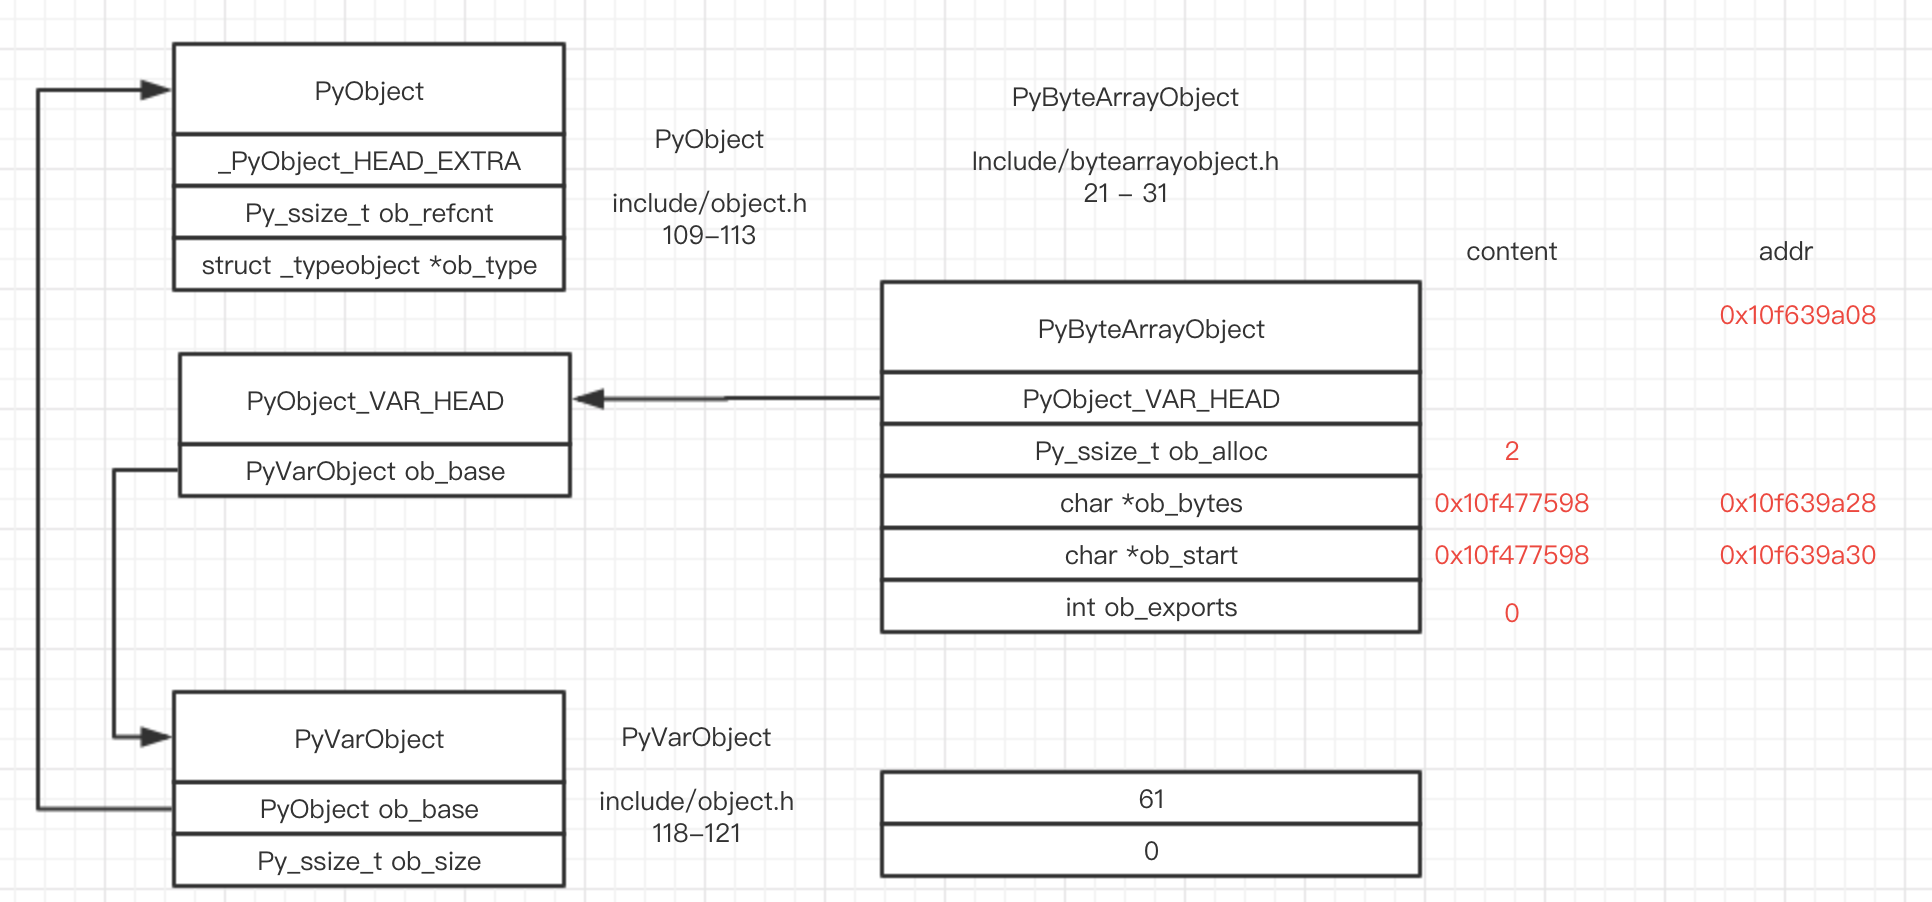 PyObject
_PyObject_HEAD_EXTRA
Py_ssize_t ob_refcnt
struct _typeobject *ob_type
PyObject
include/object.h
109–113
PyByteArrayObject
Include/bytearrayobject.h
21 – 31
content
addr
PyObject_VAR_HEAD
PyVarObject ob_base
PyByteArrayObject
0x10f639a08
PyObject_VAR_HEAD
Py_ssize_t ob_alloc
2
char *ob_bytes
0x10f477598
0x10f639a28
char *ob_start
0x10f477598
0x10f639a30
int ob_exports
0
PyVarObject
PyObject ob_base
Py_ssize_t ob_size
PyVarObject
include/object.h
118–121
61
0